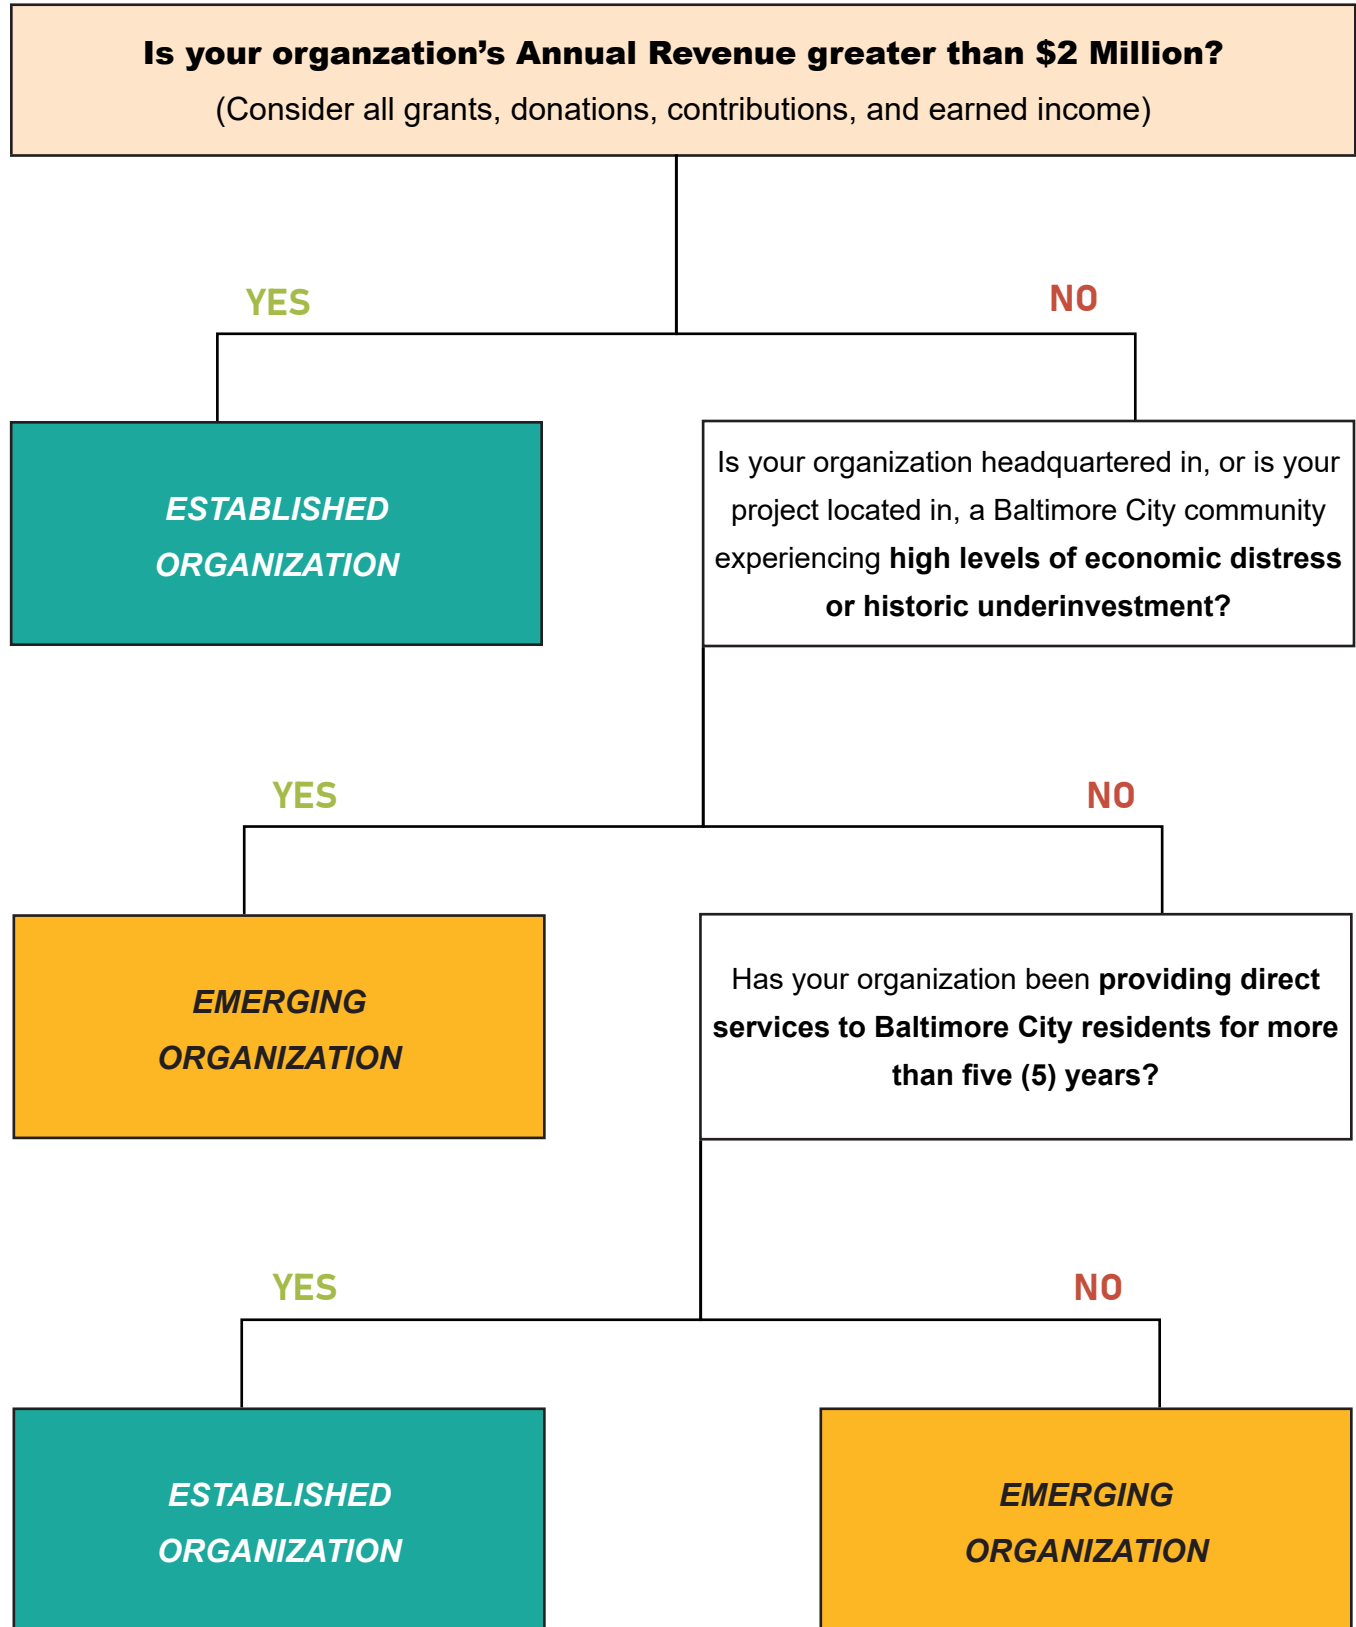 Is your organzation’s Annual Revenue greater than $2 Million?
(Consider all grants, donations, contributions, and earned income)
YES
NO
ESTABLISHED
ORGANIZATION
Is your organization headquartered in, or is your
project located in, a Baltimore City community
experiencing high levels of economic distress
or historic underinvestment?
YES
NO
EMERGING
ORGANIZATION
Has your organization been providing direct
services to Baltimore City residents for more
than five (5) years?
YES
NO
ESTABLISHED
ORGANIZATION
EMERGING
ORGANIZATION